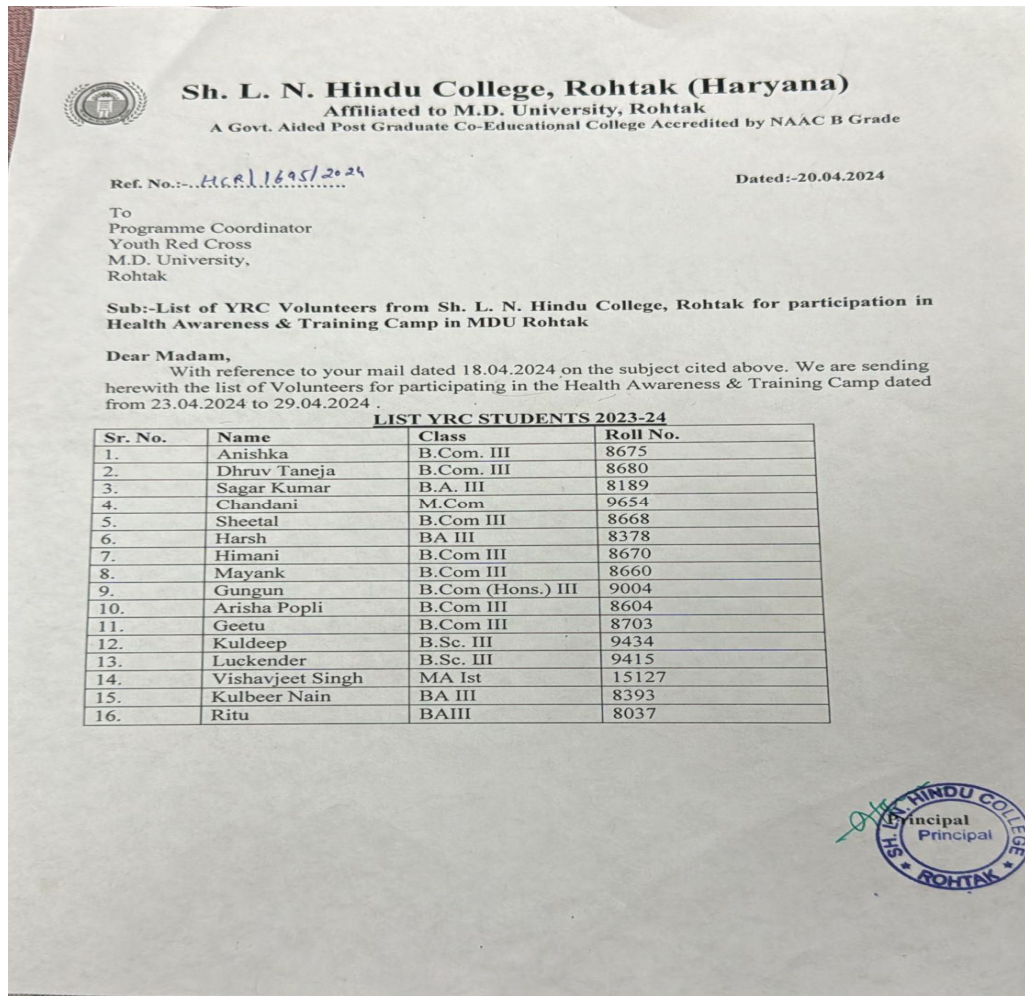 Sh. L. N. Hindu College, Rohtak (Haryana)
Affiliated to M.D. University, Rohtak
A Govt. Aided Post Graduate Co-Educational College Accredited by NAAC B Grade
Ref. No.:-..HCR/1695/2024
Dated:-20.04.2024
To
Programme Coordinator
Youth Red Cross
M.D. University,
Rohtak
Sub:-List of YRC Volunteers from Sh. L. N. Hindu College, Rohtak for participation in
Health Awareness & Training Camp in MDU Rohtak
Dear Madam,
With reference to your mail dated 18.04.2024 on the subject cited above. We are sending
herewith the list of Volunteers for participating in the Health Awareness & Training Camp dated
from 23.04.2024 to 29.04.2024 .
LIST YRC STUDENTS 2023-24
Sr. No. Name Class Roll No.
1. Anishka B.Com. III 8675
2. Dhruv Taneja B.Com. III 8680
3. Sagar Kumar B.A. III 8189
4. Chandani M.Com 9654
5. Sheetal B.Com III 8668
6. Harsh BA III 8378
7. Himani B.Com III 8670
8. Mayank B.Com III 8660
9. Gungun B.Com (Hons.) III 9004
10. Arisha Popli B.Com III 8604
11. Geetu B.Com III 8703
12. Kuldeep B.Sc. III 9434
13. Luckender B.Sc. III 9415
14. Vishavjeet Singh MA Ist 15127
15. Kulbeer Nain BA III 8393
16. Ritu BAIII 8037
Principal
Principal
SH. L.N. HINDU COLLEGE
★ ROHTAK ★